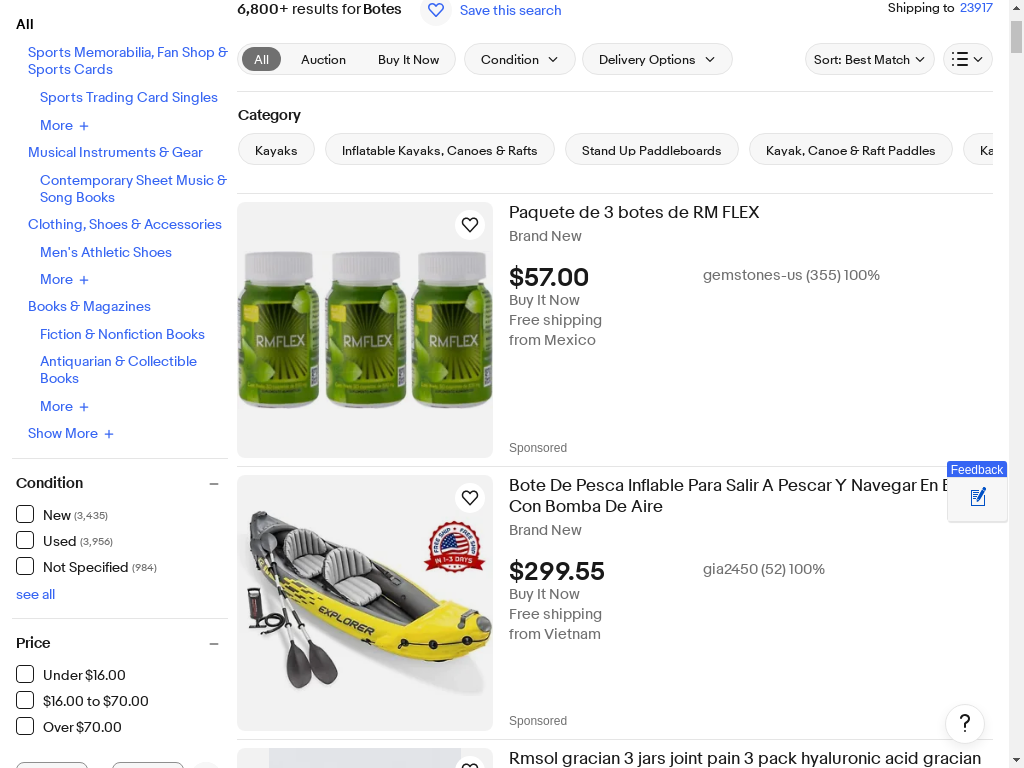 6,800+ results for Botes
Save this search
Shipping to 23917
All
Sports Memorabilia, Fan Shop &
Sports Cards
Sports Trading Card Singles
More +
Musical Instruments & Gear
Contemporary Sheet Music &
Song Books
Clothing, Shoes & Accessories
Men's Athletic Shoes
More +
Books & Magazines
Fiction & Nonfiction Books
Antiquarian & Collectible
Books
More +
Show More +
Condition
New (3,435)
Used (3,956)
Not Specified (984)
see all
Price
Under $16.00
$16.00 to $70.00
Over $70.00
All
Auction
Buy It Now
Condition
Delivery Options
Sort: Best Match
Category
Kayaks
Inflatable Kayaks, Canoes & Rafts
Stand Up Paddleboards
Kayak, Canoe & Raft Paddles
Ka
RMFLEX
RMFLEX
RMFLEX
Paquete de 3 botes de RM FLEX
Brand New
$57.00
Buy It Now
Free shipping
from Mexico
gemstones-us (355) 100%
Sponsored
Feedback
FREE SHIP ★ FREE SHIP
IN 1-3 DAYS
EXPLORER
Bote De Pesca Inflable Para Salir A Pescar Y Navegar En
Con Bomba De Aire
Brand New
$299.55
Buy It Now
Free shipping
from Vietnam
gia2450 (52) 100%
Sponsored
?
Rmsol gracian 3 jars joint pain 3 pack hyaluronic acid gracian